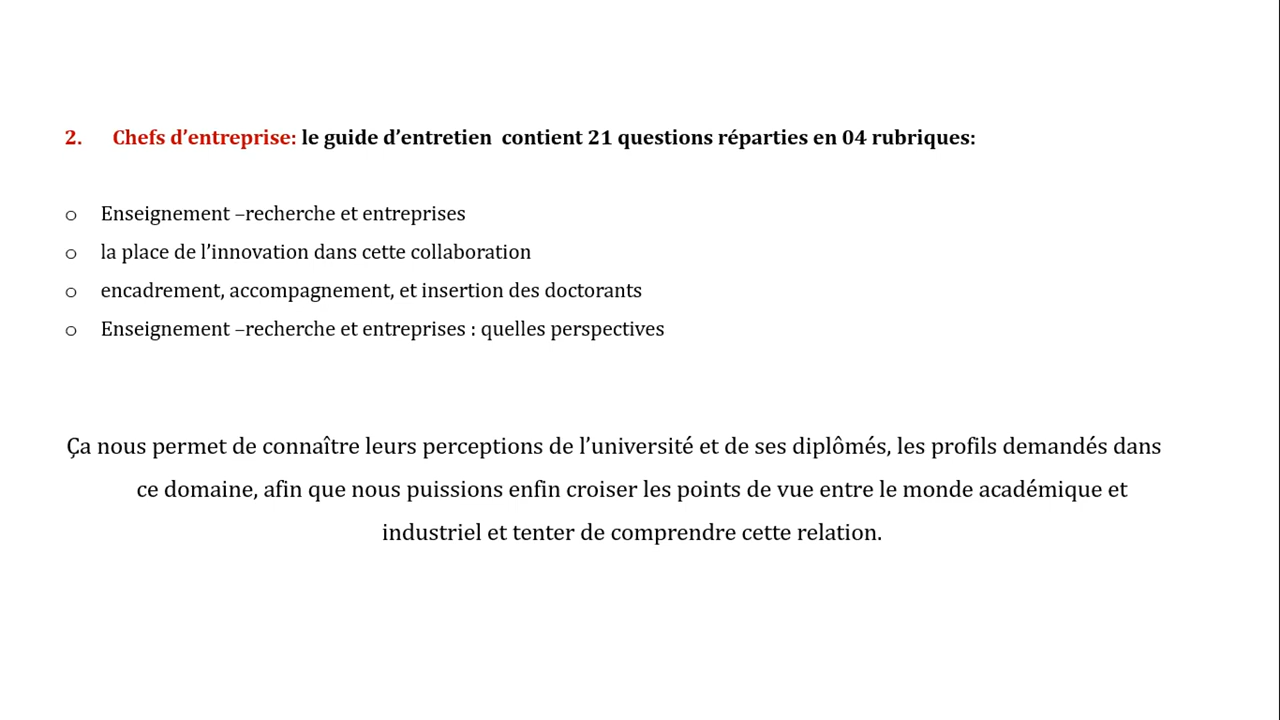 2. Chefs d’entreprise: le guide d’entretien contient 21 questions réparties en 04 rubriques:
o Enseignement –recherche et entreprises
o la place de l’innovation dans cette collaboration
o encadrement, accompagnement, et insertion des doctorants
o Enseignement –recherche et entreprises : quelles perspectives
Ça nous permet de connaître leurs perceptions de l’université et de ses diplômés, les profils demandés dans
ce domaine, afin que nous puissions enfin croiser les points de vue entre le monde académique et
industriel et tenter de comprendre cette relation.